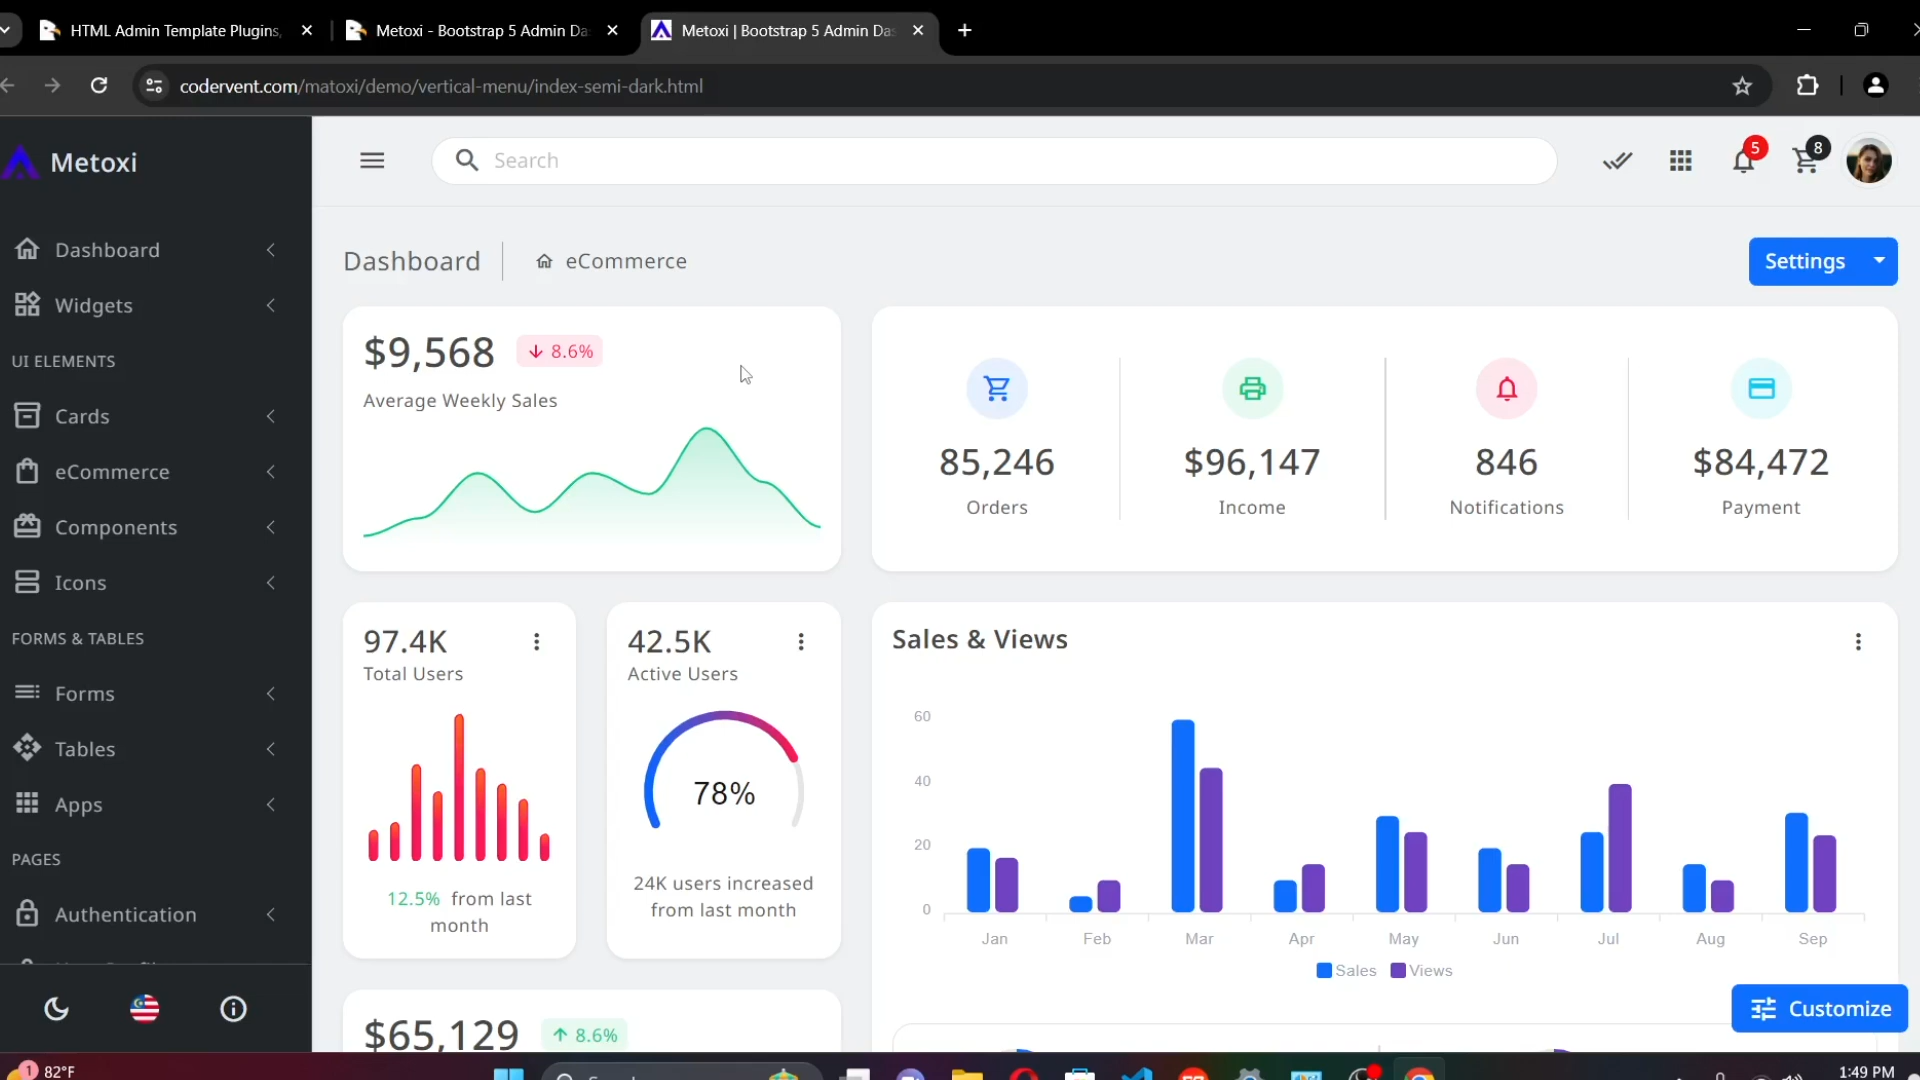 HTML Admin Template Plugins,
Metoxi - Bootstrap 5 Admin Da
Metoxi | Bootstrap 5 Admin Das
codervent.com/matoxi/demo/vertical-menu/index-semi-dark.html
Metoxi
Search
5
8
Dashboard
Widgets
UI ELEMENTS
Cards
eCommerce
Components
Icons
FORMS & TABLES
Forms
Tables
Apps
PAGES
Authentication
Dashboard
eCommerce
Settings
$9,568
8.6%
Average Weekly Sales
85,246
Orders
$96,147
Income
846
Notifications
$84,472
Payment
97.4K
Total Users
12.5% from last
month
42.5K
Active Users
78%
24K users increased
from last month
Sales & Views
60
40
20
0
Jan Feb Mar Apr May Jun Jul Aug Sep
Sales Views
$65,129
8.6%
Customize
1
82°F
1:49 PM